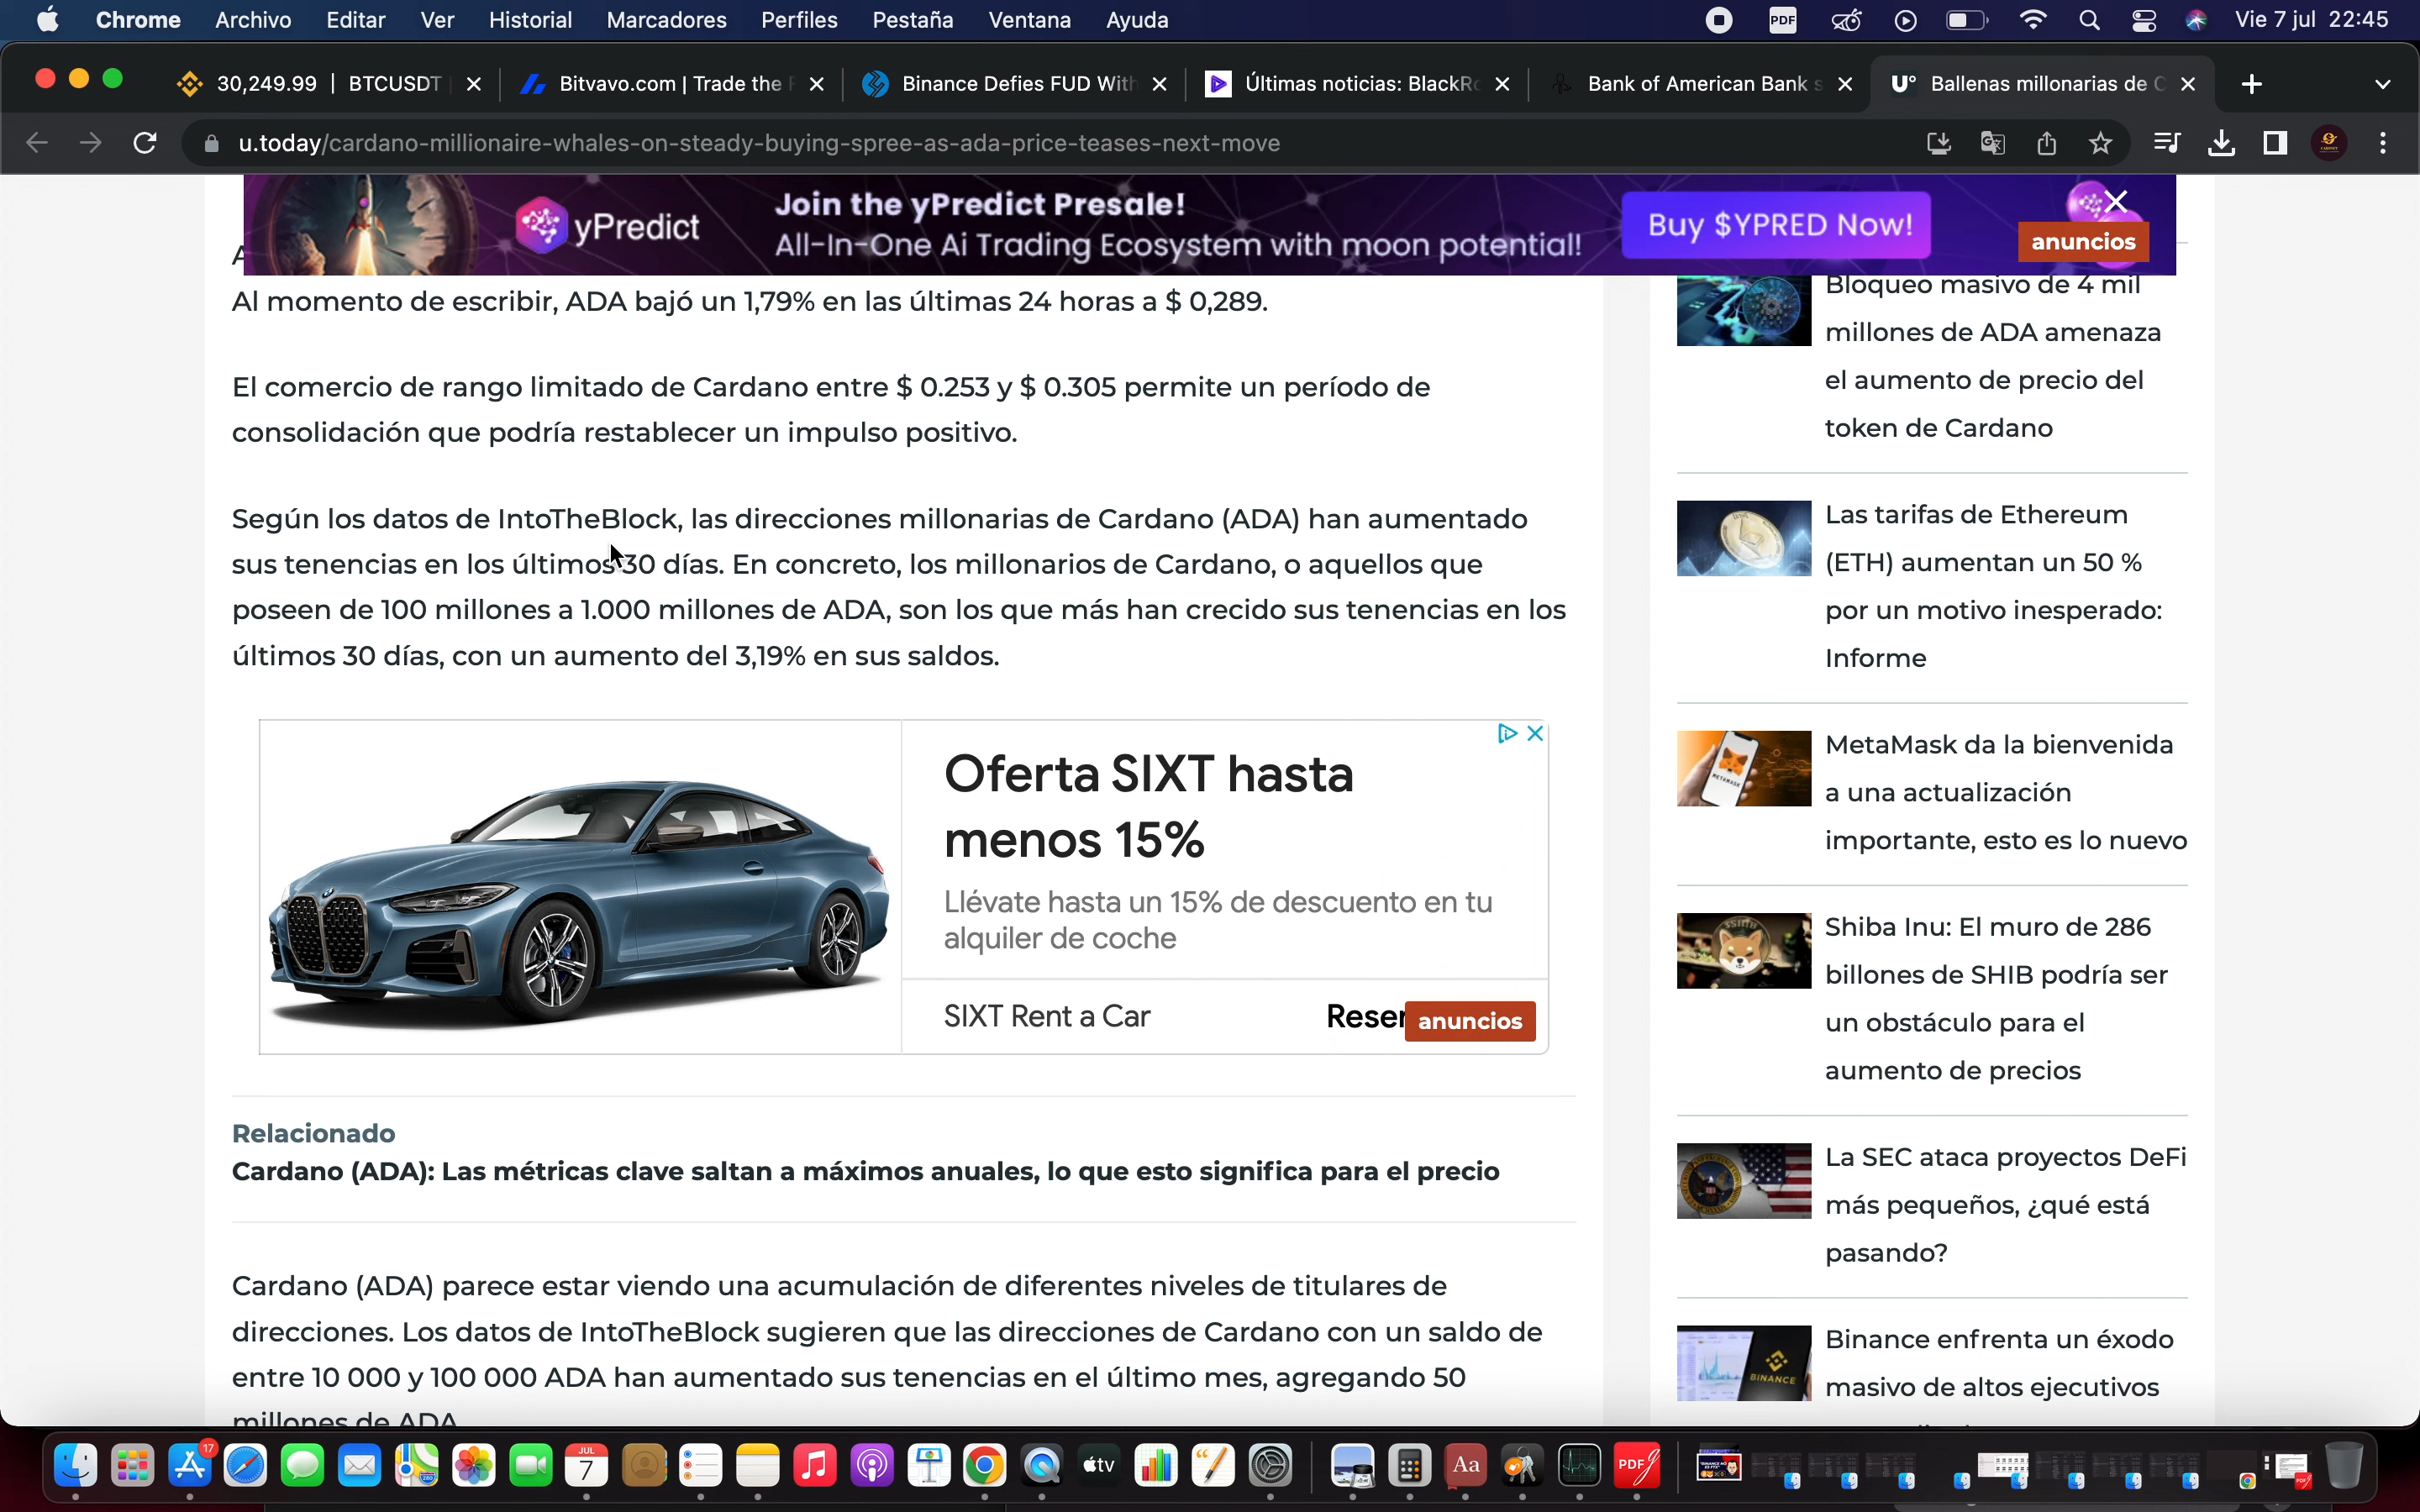 Chrome Archivo Editar Ver Historial Marcadores Perfiles Pestaña Ventana Ayuda PDF Vie 7 jul 22:45
30,249.99 | BTCUSDT
Bitvavo.com | Trade the
Binance Defies FUD With
Últimas noticias: BlackRo
Bank of American Bank s
U° Ballenas millonarias de
u.today/cardano-millionaire-whales-on-steady-buying-spree-as-ada-price-teases-next-move
yPredict
Join the yPredict Presale!
All-In-One Ai Trading Ecosystem with moon potential!
Buy $YPRED Now!
anuncios
Al momento de escribir, ADA bajó un 1,79% en las últimas 24 horas a $ 0,289.
El comercio de rango limitado de Cardano entre $ 0.253 y $ 0.305 permite un período de
consolidación que podría restablecer un impulso positivo.
Según los datos de IntoTheBlock, las direcciones millonarias de Cardano (ADA) han aumentado
sus tenencias en los últimos 30 días. En concreto, los millonarios de Cardano, o aquellos que
poseen de 100 millones a 1.000 millones de ADA, son los que más han crecido sus tenencias en los
últimos 30 días, con un aumento del 3,19% en sus saldos.
Oferta SIXT hasta
menos 15%
Llévate hasta un 15% de descuento en tu
alquiler de coche
SIXT Rent a Car
Reser
anuncios
Relacionado
Cardano (ADA): Las métricas clave saltan a máximos anuales, lo que esto significa para el precio
Cardano (ADA) parece estar viendo una acumulación de diferentes niveles de titulares de
direcciones. Los datos de IntoTheBlock sugieren que las direcciones de Cardano con un saldo de
entre 10 000 y 100 000 ADA han aumentado sus tenencias en el último mes, agregando 50
millones de ADA
Bloqueo masivo de 4 mil
millones de ADA amenaza
el aumento de precio del
token de Cardano
Las tarifas de Ethereum
(ETH) aumentan un 50 %
por un motivo inesperado:
Informe
METAMASK
MetaMask da la bienvenida
a una actualización
importante, esto es lo nuevo
$SHIB
Shiba Inu: El muro de 286
billones de SHIB podría ser
un obstáculo para el
aumento de precios
La SEC ataca proyectos DeFi
más pequeños, ¿qué está
pasando?
BINANCE
Binance enfrenta un éxodo
masivo de altos ejecutivos
17
JUL
7
tv
Aa
PDF